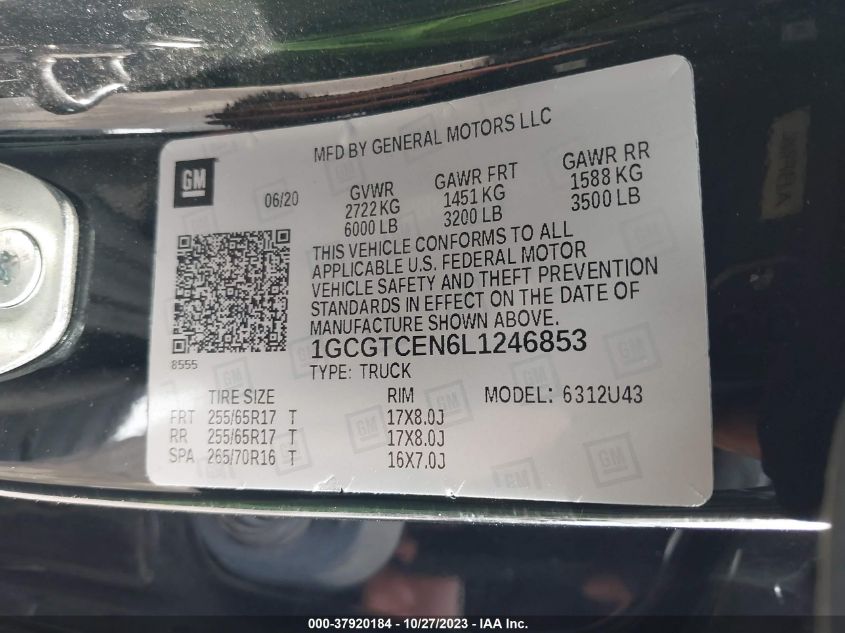 MFD BY GENERAL MOTORS LLC
GM
06/20
GVWR GAWR FRT GAWR RR
2722 KG 1451 KG 1588 KG
6000 LB 3200 LB 3500 LB
THIS VEHICLE CONFORMS TO ALL
APPLICABLE U.S. FEDERAL MOTOR
VEHICLE SAFETY AND THEFT PREVENTION
STANDARDS IN EFFECT ON THE DATE OF
MANUFACTURE SHOWN ABOVE.
8555
1GCGTCEN6L1246853
TYPE: TRUCK
TIRE SIZE RIM MODEL: 6312U43
FRT 255/65R17 T 17X8.0J
RR 255/65R17 T 17X8.0J
SPA 265/70R16 T 16X7.0J
000-37920184 - 10/27/2023 - IAA Inc.